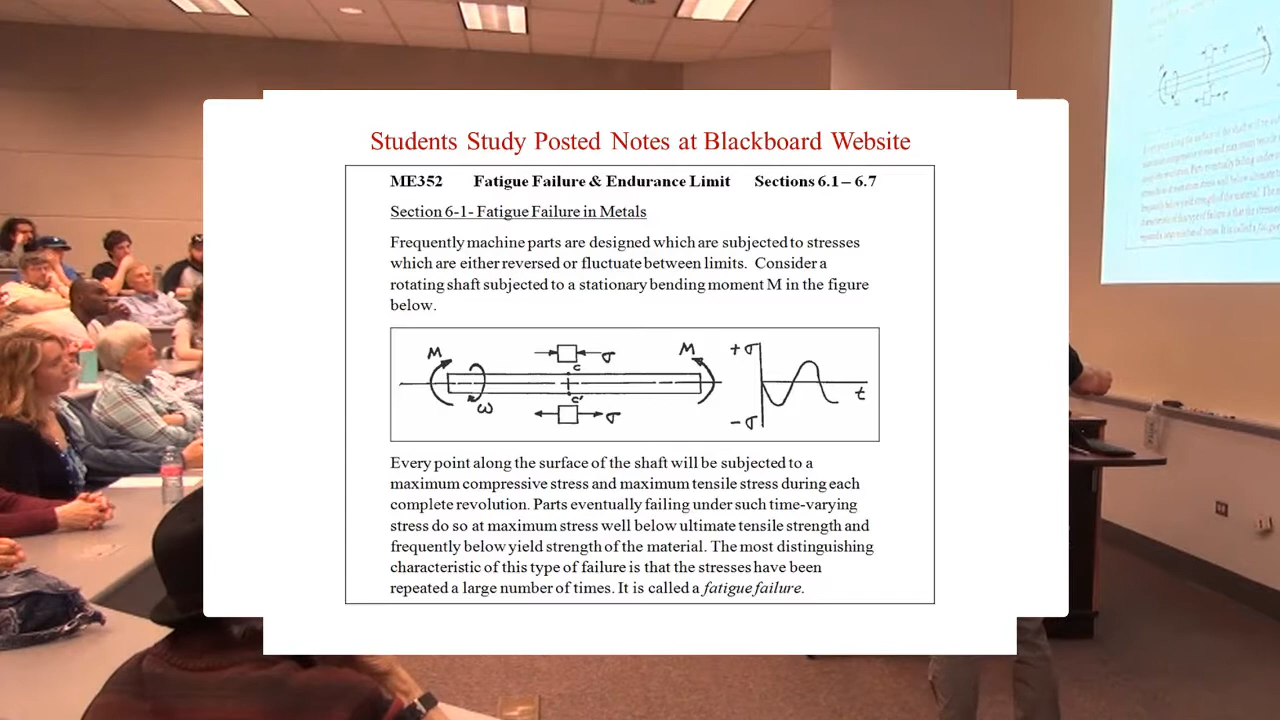 Students Study Posted Notes at Blackboard Website
ME352 Fatigue Failure & Endurance Limit Sections 6.1 – 6.7
Section 6-1- Fatigue Failure in Metals
Frequently machine parts are designed which are subjected to stresses
which are either reversed or fluctuate between limits. Consider a
rotating shaft subjected to a stationary bending moment M in the figure
below.
M σ M +σ
c
c' t
ω σ -σ
Every point along the surface of the shaft will be subjected to a
maximum compressive stress and maximum tensile stress during each
complete revolution. Parts eventually failing under such time-varying
stress do so at maximum stress well below ultimate tensile strength and
frequently below yield strength of the material. The most distinguishing
characteristic of this type of failure is that the stresses have been
repeated a large number of times. It is called a fatigue failure.